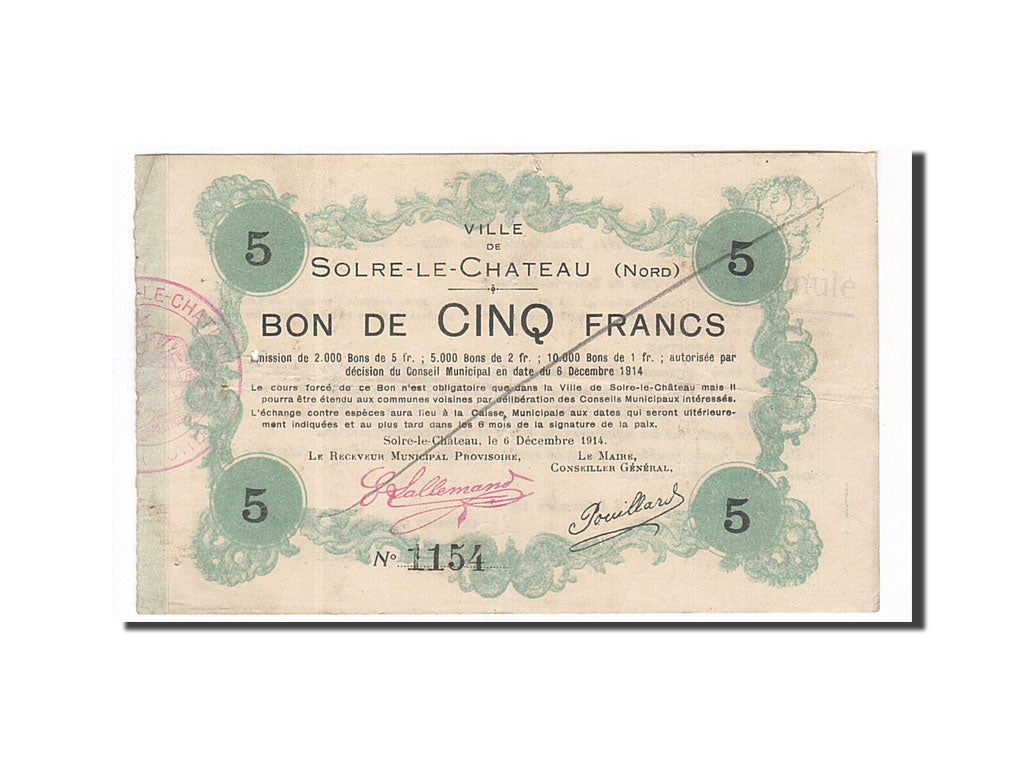 5
5
VILLE
DE
SOLRE-LE-CHATEAU (NORD)
BON DE CINQ FRANCS
Émission de 2.000 Bons de 5 fr. ; 5.000 Bons de 2 fr. ; 10.000 Bons de 1 fr. ; autorisée par
décision du Conseil Municipal en date du 6 Décembre 1914
Le cours forcé de ce Bon n'est obligatoire que dans la Ville de Solre-le-Château mais il
pourra être étendu aux communes voisines par délibération des Conseils Municipaux intéressés.
L'échange contre espèces aura lieu à la Caisse Municipale aux dates qui seront ultérieure-
ment indiquées et au plus tard dans les 6 mois de la signature de la paix.
Solre-le-Château, le 6 Décembre 1914.
LE RECEVEUR MUNICIPAL PROVISOIRE,
LE MAIRE,
CONSEILLER GÉNÉRAL,
Lallemand
Pouillard
5
5
N° 1154
-LE-CHATEAU